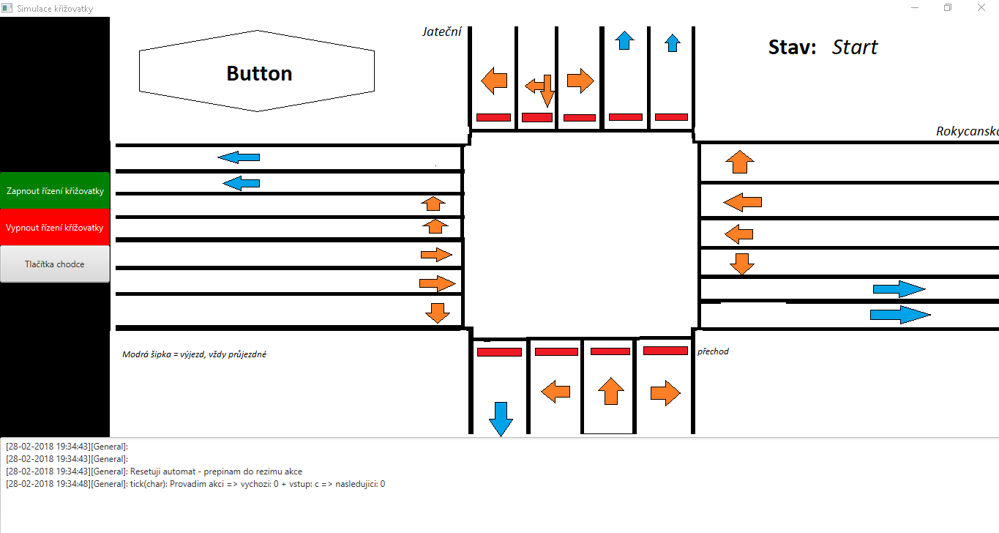 Simulace křižovatky
Jateční
Button
Stav: Start
Rokycanska
Zapnout řízení křižovatky
Vypnout řízení křížovatky
Tlačítka chodce
Modrá šipka = výjezd, vždy průjezdné
přechod
[28-02-2018 19:34:43][General]:
[28-02-2018 19:34:43][General]:
[28-02-2018 19:34:43][General]: Resetuji automat - prepinam do rezimu akce
[28-02-2018 19:34:48][General]: tick(char): Provadim akci => vychozi: 0 + vstup: c => nasledujici: 0